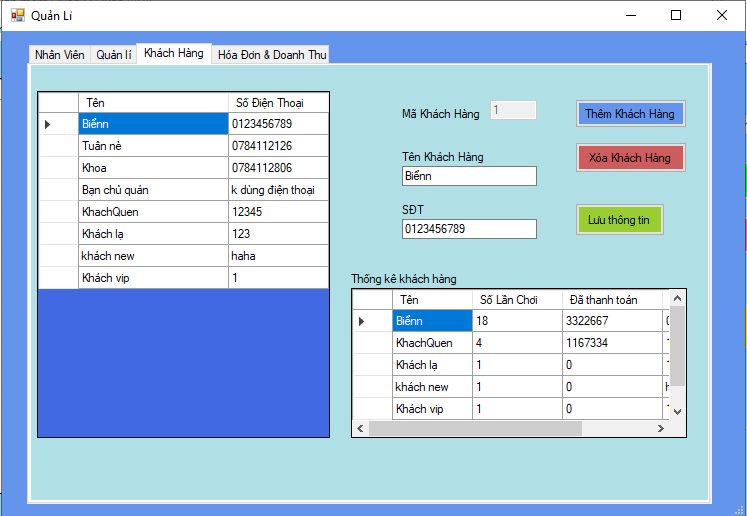 Quản Lí
Nhân Viên Quản lí Khách Hàng Hóa Đơn & Doanh Thu
Tên Số Điện Thoại
Biểnn 0123456789
Tuân nè 0784112126
Khoa 0784112806
Bạn chủ quán k dùng điện thoại
KhachQuen 12345
Khách lạ 123
khách new haha
Khách vip 1
Mã Khách Hàng 1
Tên Khách Hàng
Biểnn
SĐT
0123456789
Thêm Khách Hàng
Xóa Khách Hàng
Lưu thông tin
Thống kê khách hàng
Tên Số Lần Chơi Đã thanh toán
Biểnn 18 3322667
KhachQuen 4 1167334
Khách lạ 1 0
khách new 1 0
Khách vip 1 0